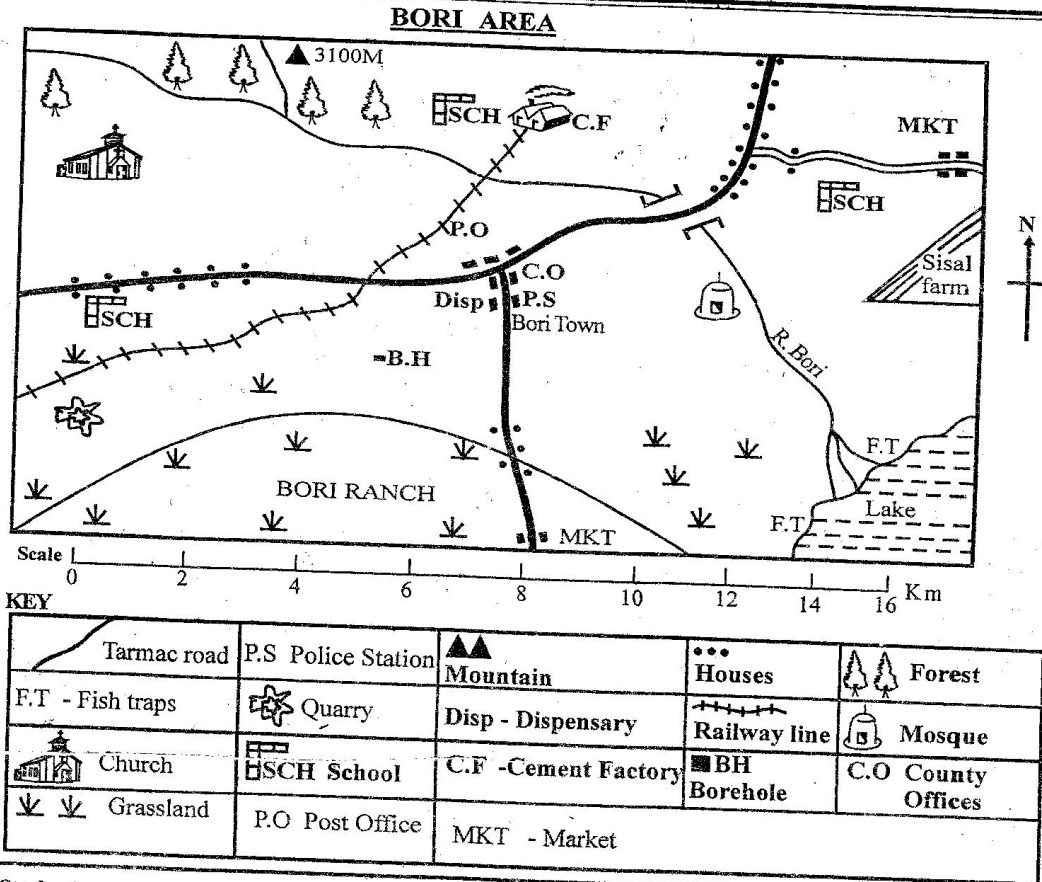 BORI AREA
3100M
SCH
C.F
MKT
SCH
P.O
N
C.O
Sisal
farm
Disp
P.S
SCH
Bori Town
B.H
R. Bori
F.T
BORI RANCH
Lake
F.T
MKT
Scale
0 2 4 6 8 10 12 14 16 Km
KEY
Tarmac road
P.S Police Station
Mountain
Houses
Forest
F.T - Fish traps
Quarry
Disp - Dispensary
Railway line
Mosque
Church
SCH School
C.F -Cement Factory
BH
Borehole
C.O County
Offices
Grassland
P.O Post Office
MKT - Market